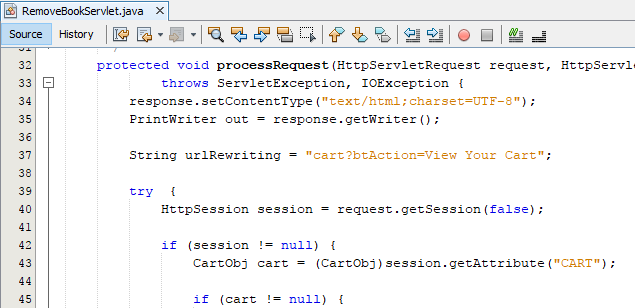 RemoveBookServlet.java
Source History
31 */
32 protected void processRequest(HttpServletRequest request, HttpServl
33 throws ServletException, IOException {
34 response.setContentType("text/html;charset=UTF-8");
35 PrintWriter out = response.getWriter();
36
37 String urlRewriting = "cart?btAction=View Your Cart";
38
39 try  {
40 HttpSession session = request.getSession(false);
41
42 if (session != null) {
43 CartObj cart = (CartObj)session.getAttribute("CART");
44
45 if (cart != null) {